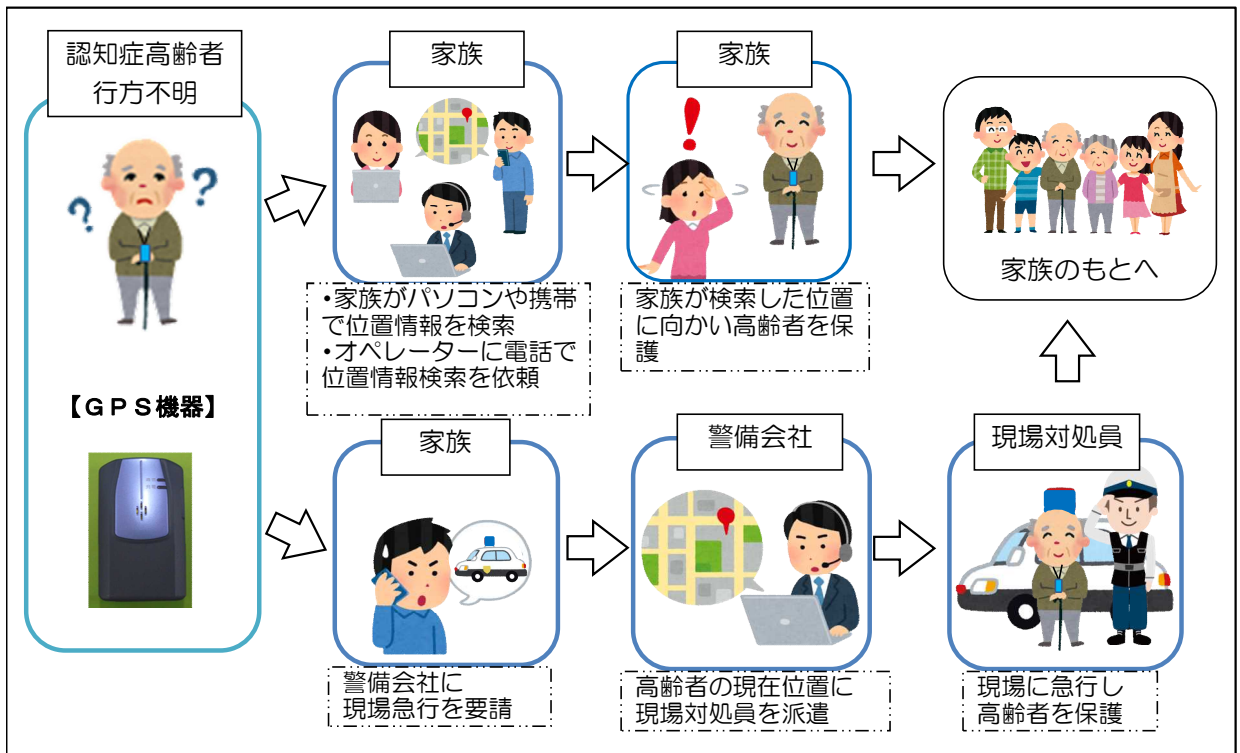 認知症高齢者
行方不明
【ＧＰＳ機器】
家族
・家族がパソコンや携帯
で位置情報を検索
・オペレーターに電話で
位置情報検索を依頼
家族
家族が検索した位置
に向かい高齢者を保
護
家族のもとへ
家族
警備会社に
現場急行を要請
警備会社
高齢者の現在位置に
現場対処員を派遣
現場対処員
現場に急行し
高齢者を保護